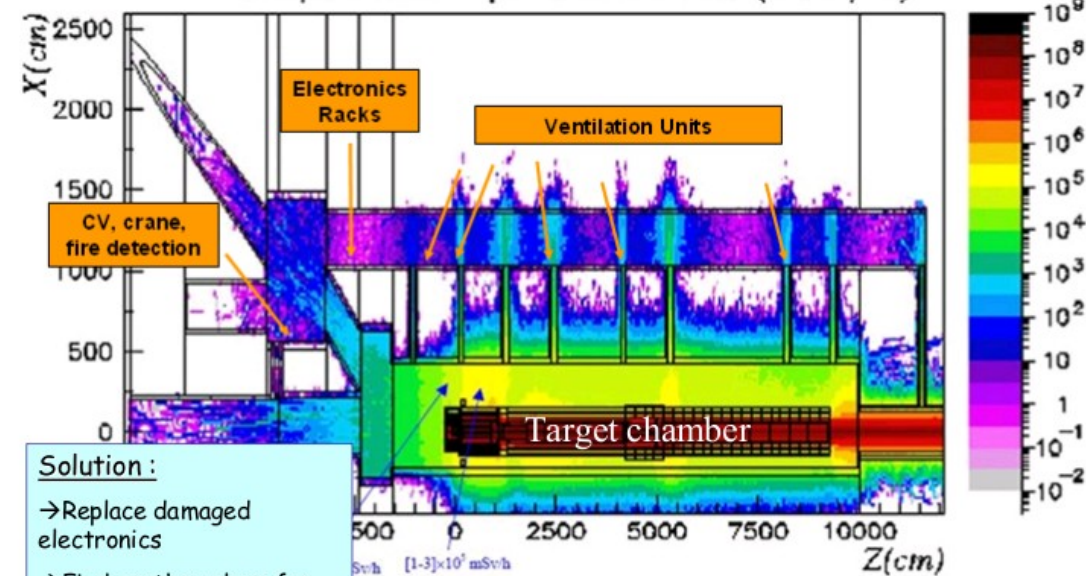 X(cm)
2500
2000
1500
1000
500
0
Electronics
Racks
Ventilation Units
CV, crane,
fire detection
Target chamber
Solution :
→Replace damaged
electronics
0
2500
5000
7500
10000
Z(cm)
[1-3]×10⁵ mSv/h
10⁹
10⁸
10⁷
10⁶
10⁵
10⁴
10³
10²
10
1
10⁻¹
10⁻²